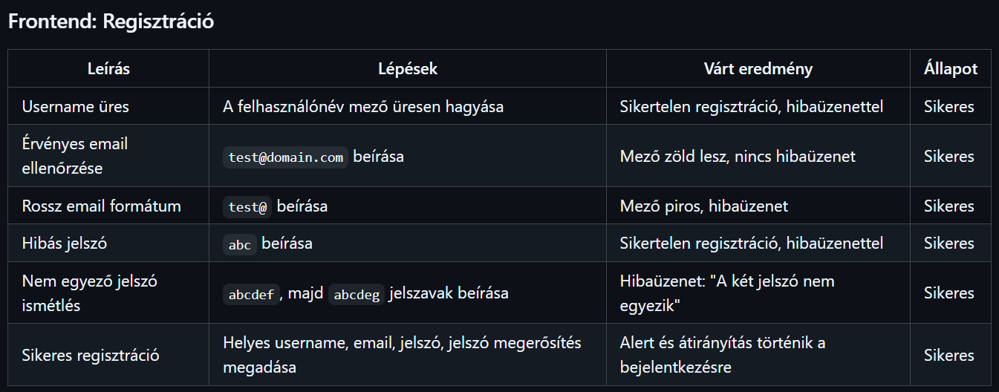 Frontend: Regisztráció
Leírás Lépések Várt eredmény Állapot
Username üres A felhasználónév mező üresen hagyása Sikertelen regisztráció, hibaüzenettel Sikeres
Érvényes email
ellenőrzése
test@domain.com beírása Mező zöld lesz, nincs hibaüzenet Sikeres
Rossz email formátum test@ beírása Mező piros, hibaüzenet Sikeres
Hibás jelszó abc beírása Sikertelen regisztráció, hibaüzenettel Sikeres
Nem egyező jelszó
ismétlés
abcdef, majd abcdeg jelszavak beírása
Hibaüzenet: "A két jelszó nem
egyezik"
Sikeres
Sikeres regisztráció
Helyes username, email, jelszó, jelszó megerősítés
megadása
Alert és átirányítás történik a
bejelentkezésre
Sikeres